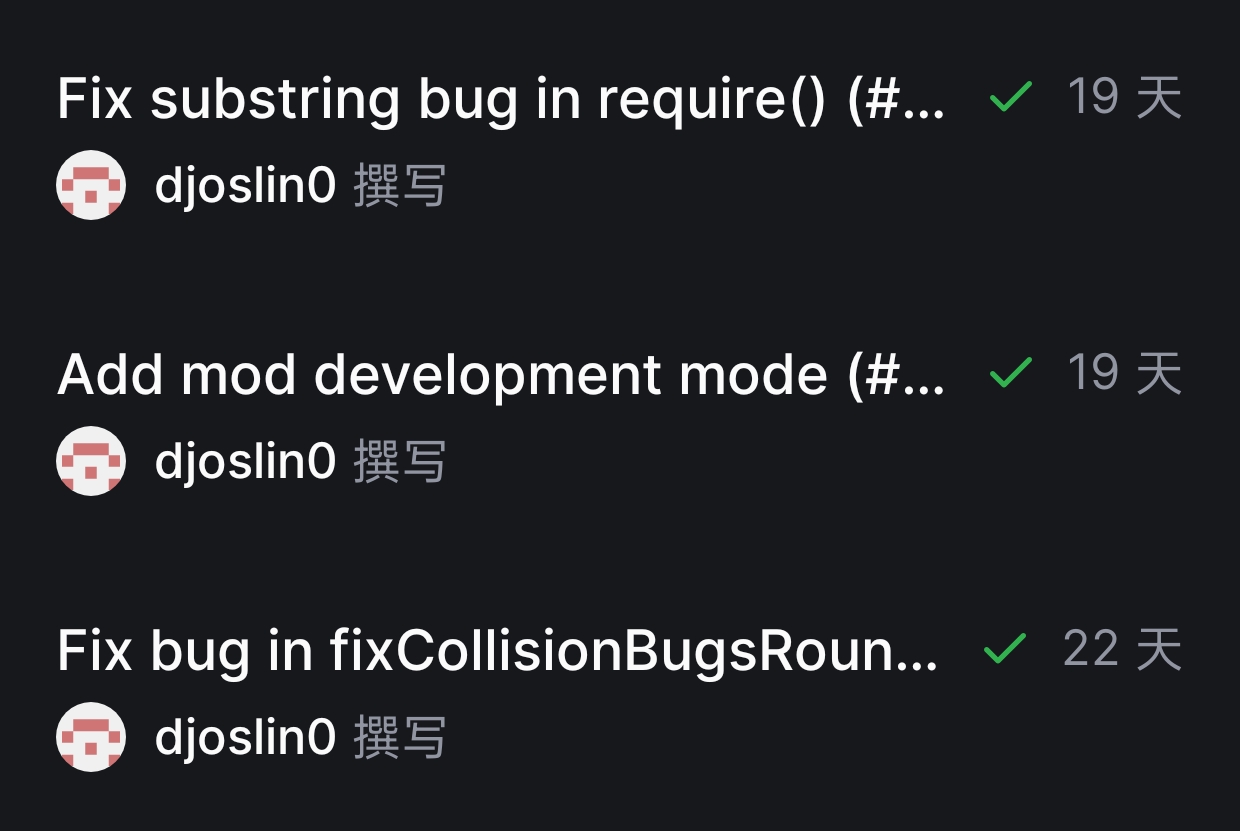 Fix substring bug in require() (#... 19 天
djoslin0 撰写
Add mod development mode (#... 19 天
djoslin0 撰写
Fix bug in fixCollisionBugsRoun... 22 天
djoslin0 撰写